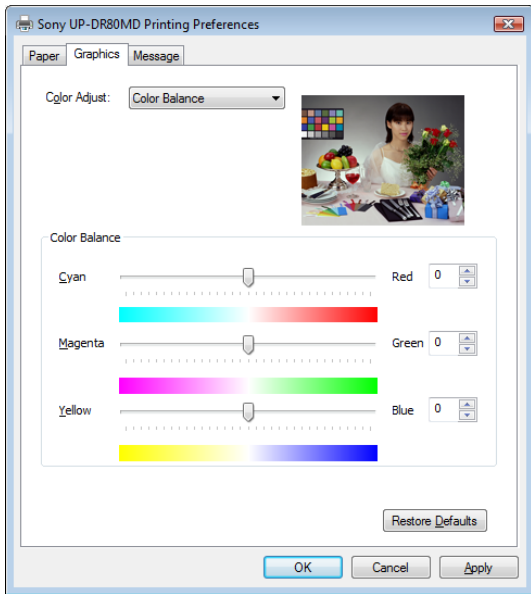 Sony UP-DR80MD Printing Preferences
Paper Graphics Message
Color Adjust: Color Balance
Color Balance
Cyan Red 0
Magenta Green 0
Yellow Blue 0
Restore Defaults
OK Cancel Apply